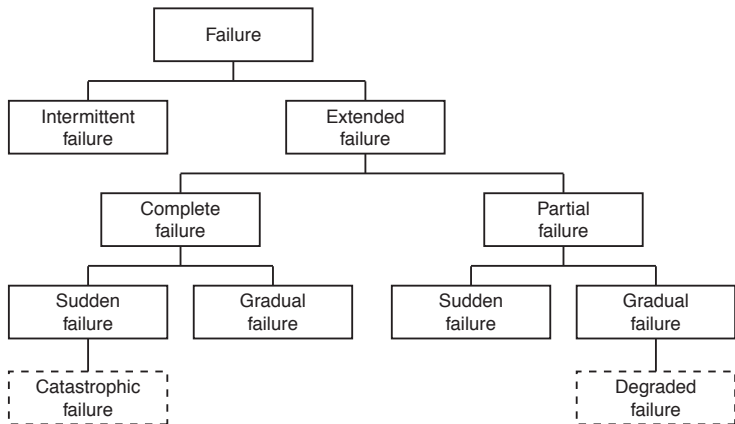 Failure
Intermittent
failure
Extended
failure
Complete
failure
Partial
failure
Sudden
failure
Gradual
failure
Sudden
failure
Gradual
failure
Catastrophic
failure
Degraded
failure